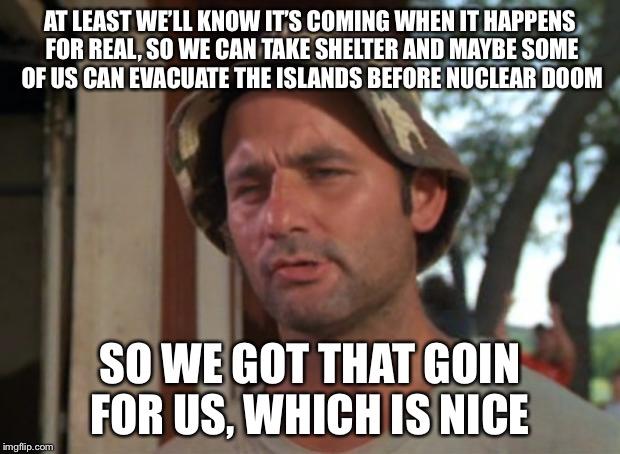 AT LEAST WE'LL KNOW IT'S COMING WHEN IT HAPPENS
FOR REAL, SO WE CAN TAKE SHELTER AND MAYBE SOME
OF US CAN EVACUATE THE ISLANDS BEFORE NUCLEAR DOOM
SO WE GOT THAT GOIN
FOR US, WHICH IS NICE
imgflip.com